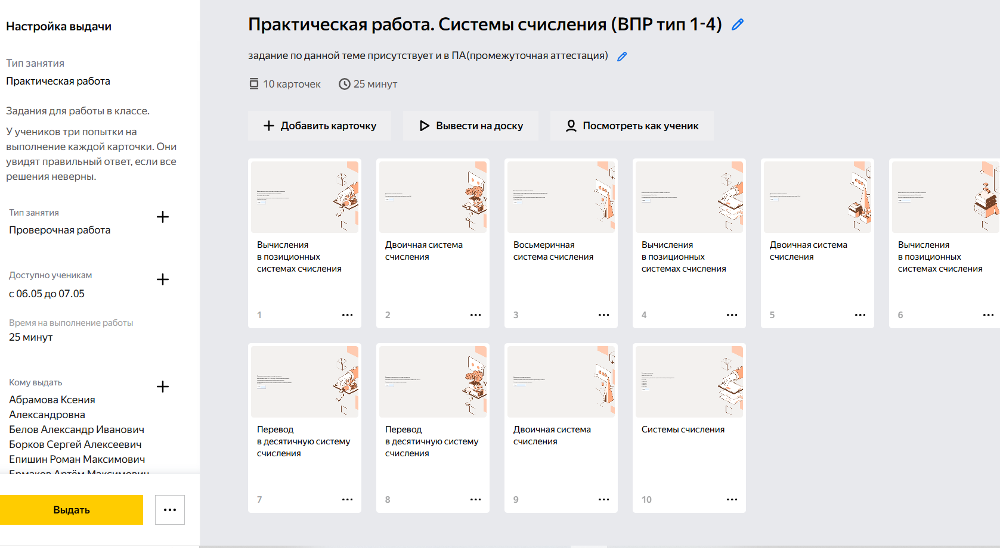 Настройка выдачи
Тип занятия
Практическая работа
Задания для работы в классе.
У учеников три попытки на
выполнение каждой карточки. Они
увидят правильный ответ, если все
решения неверны.
Тип занятия
Проверочная работа
Доступно ученикам
с 06.05 до 07.05
Время на выполнение работы
25 минут
Кому выдать
Абрамова Ксения
Александровна
Белов Александр Иванович
Борков Сергей Алексеевич
Епишин Роман Максимович
Ермаков Артём Максимович
Выдать
Практическая работа. Системы счисления (ВПР тип 1-4)
задание по данной теме присутствует и в ПА(промежуточная аттестация)
10 карточек 25 минут
Добавить карточку Вывести на доску Посмотреть как ученик
Вычисления
в позиционных
системах счисления
1
Двоичная система
счисления
2
Восьмеричная
система счисления
3
Вычисления
в позиционных
системах счисления
4
Двоичная система
счисления
5
Вычисления
в позиционных
системах счисления
6
Перевод
в десятичную систему
счисления
7
Перевод
в десятичную систему
счисления
8
Двоичная система
счисления
9
Системы счисления
10